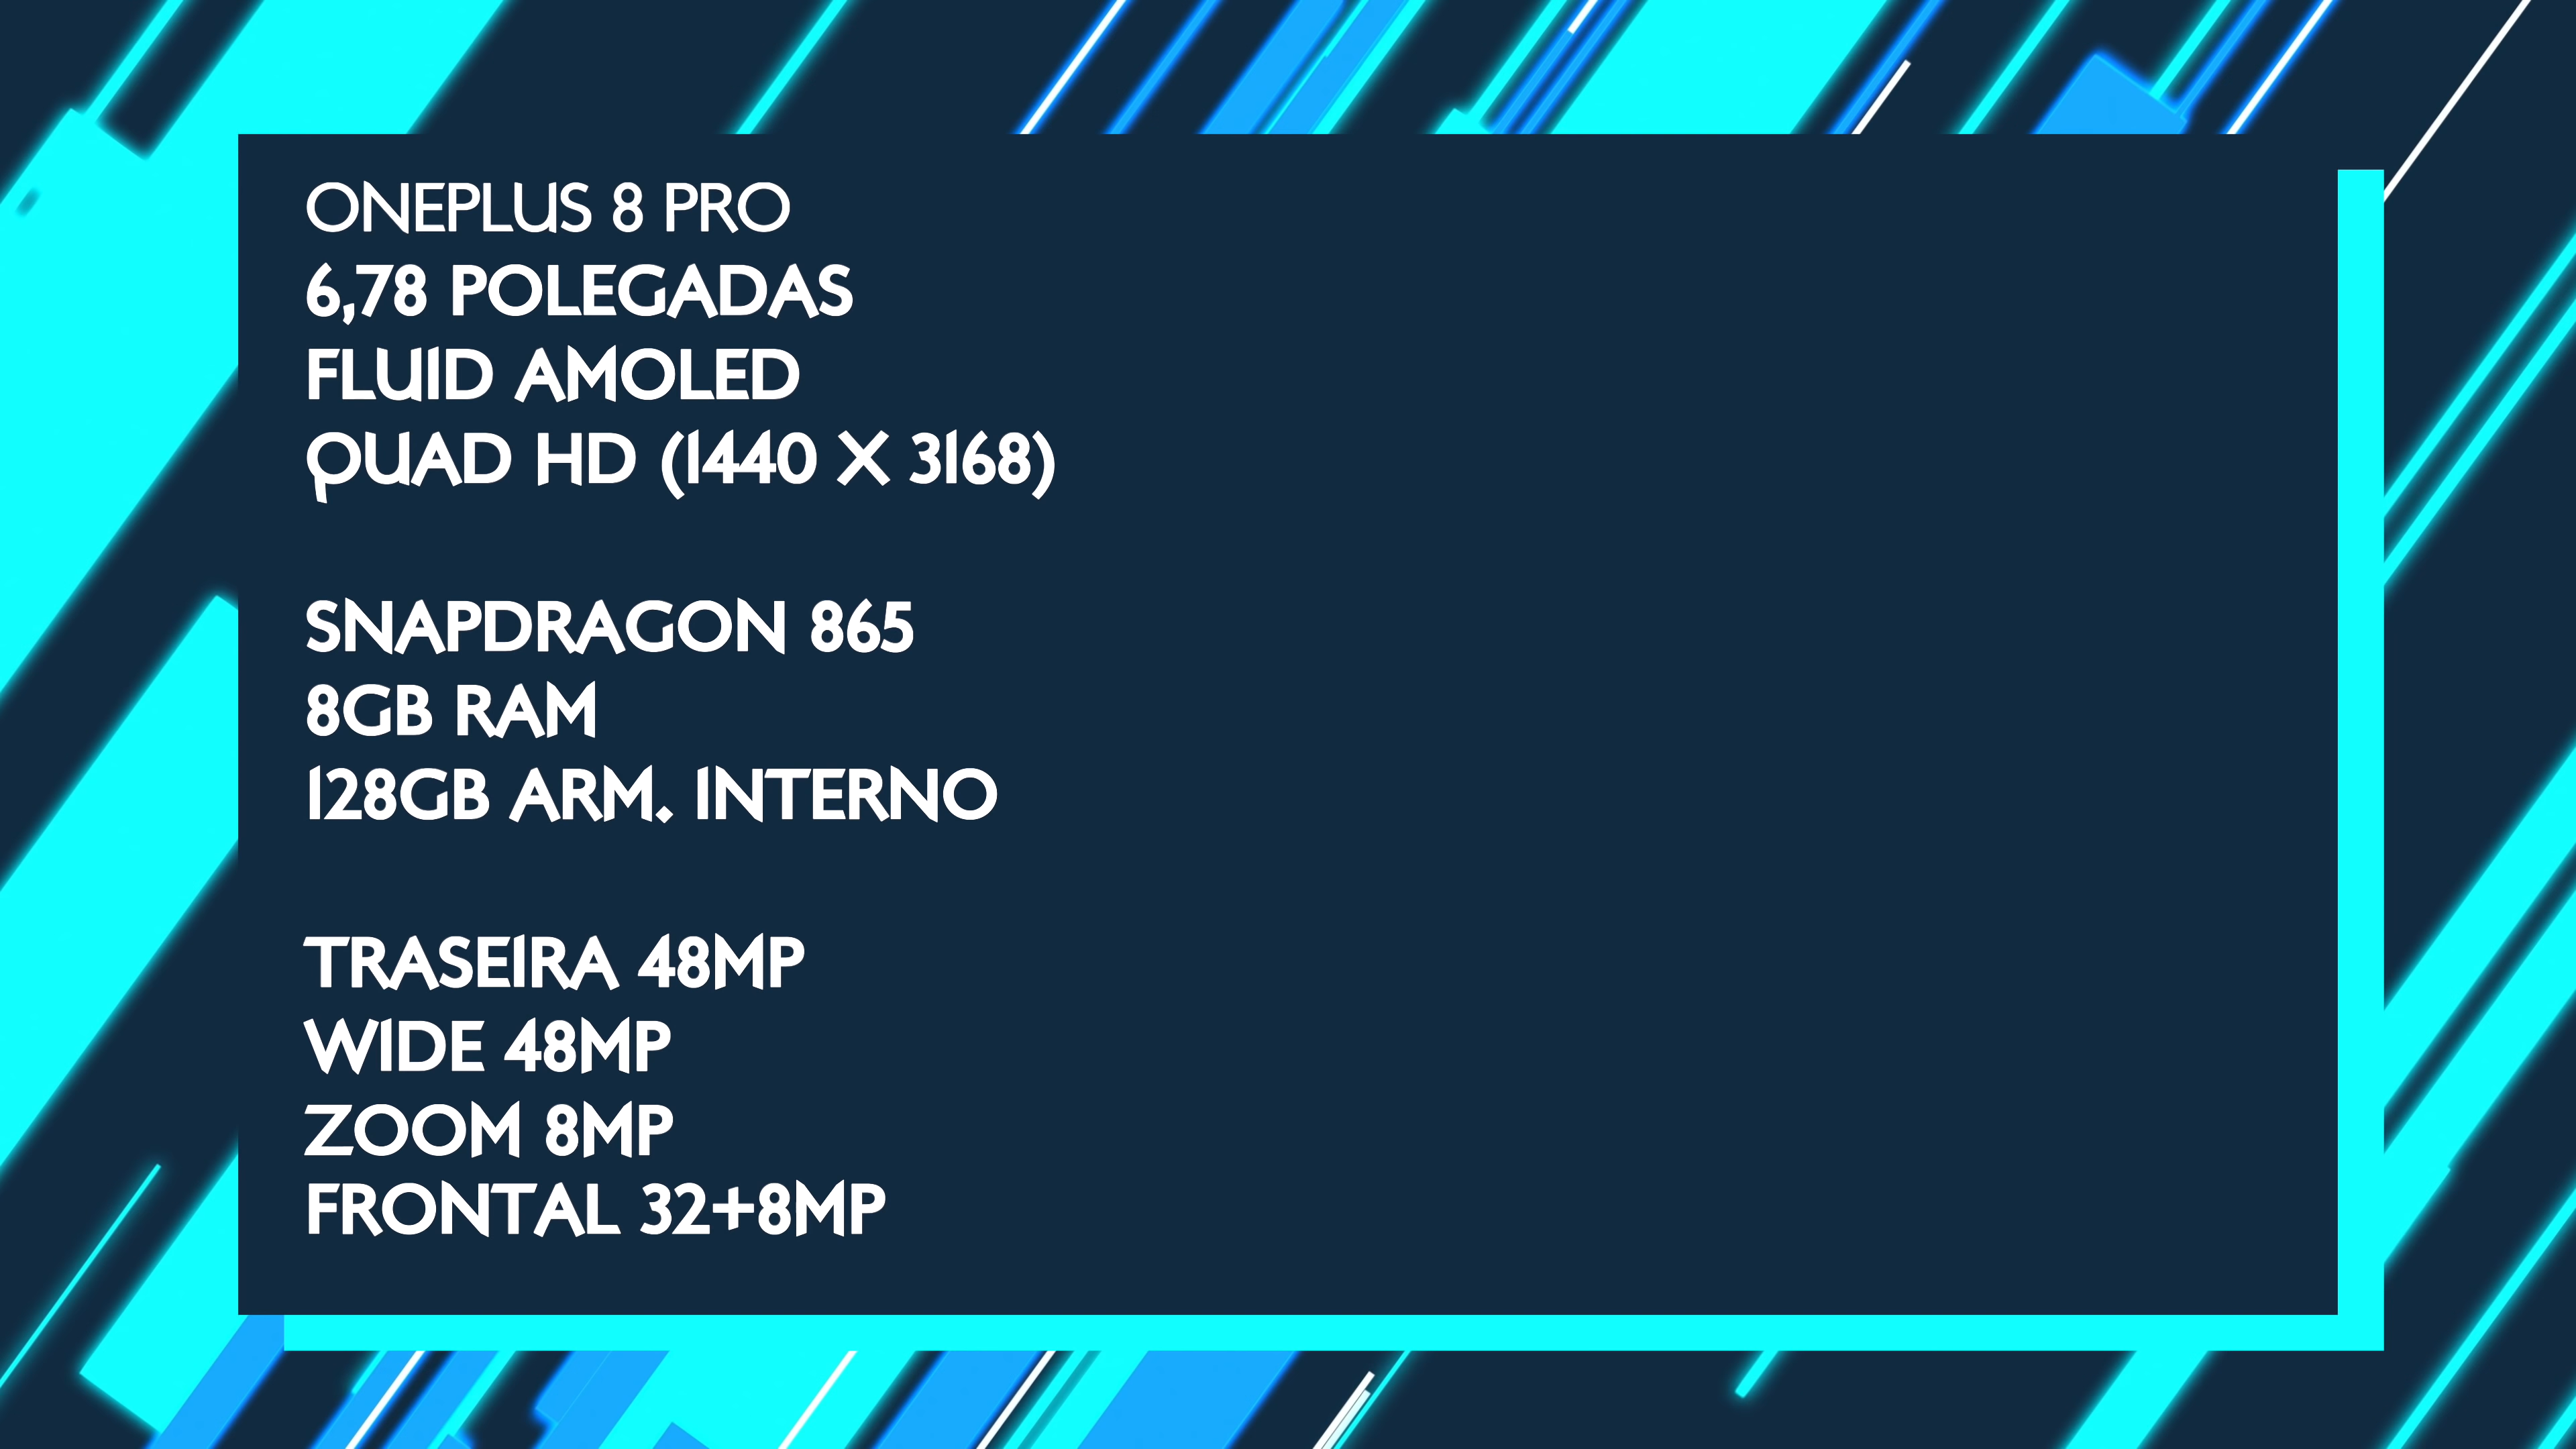 ONEPLUS 8 PRO
6,78 POLEGADAS
FLUID AMOLED
QUAD HD (1440 X 3168)
SNAPDRAGON 865
8GB RAM
128GB ARM. INTERNO
TRASEIRA 48MP
WIDE 48MP
ZOOM 8MP
FRONTAL 32+8MP